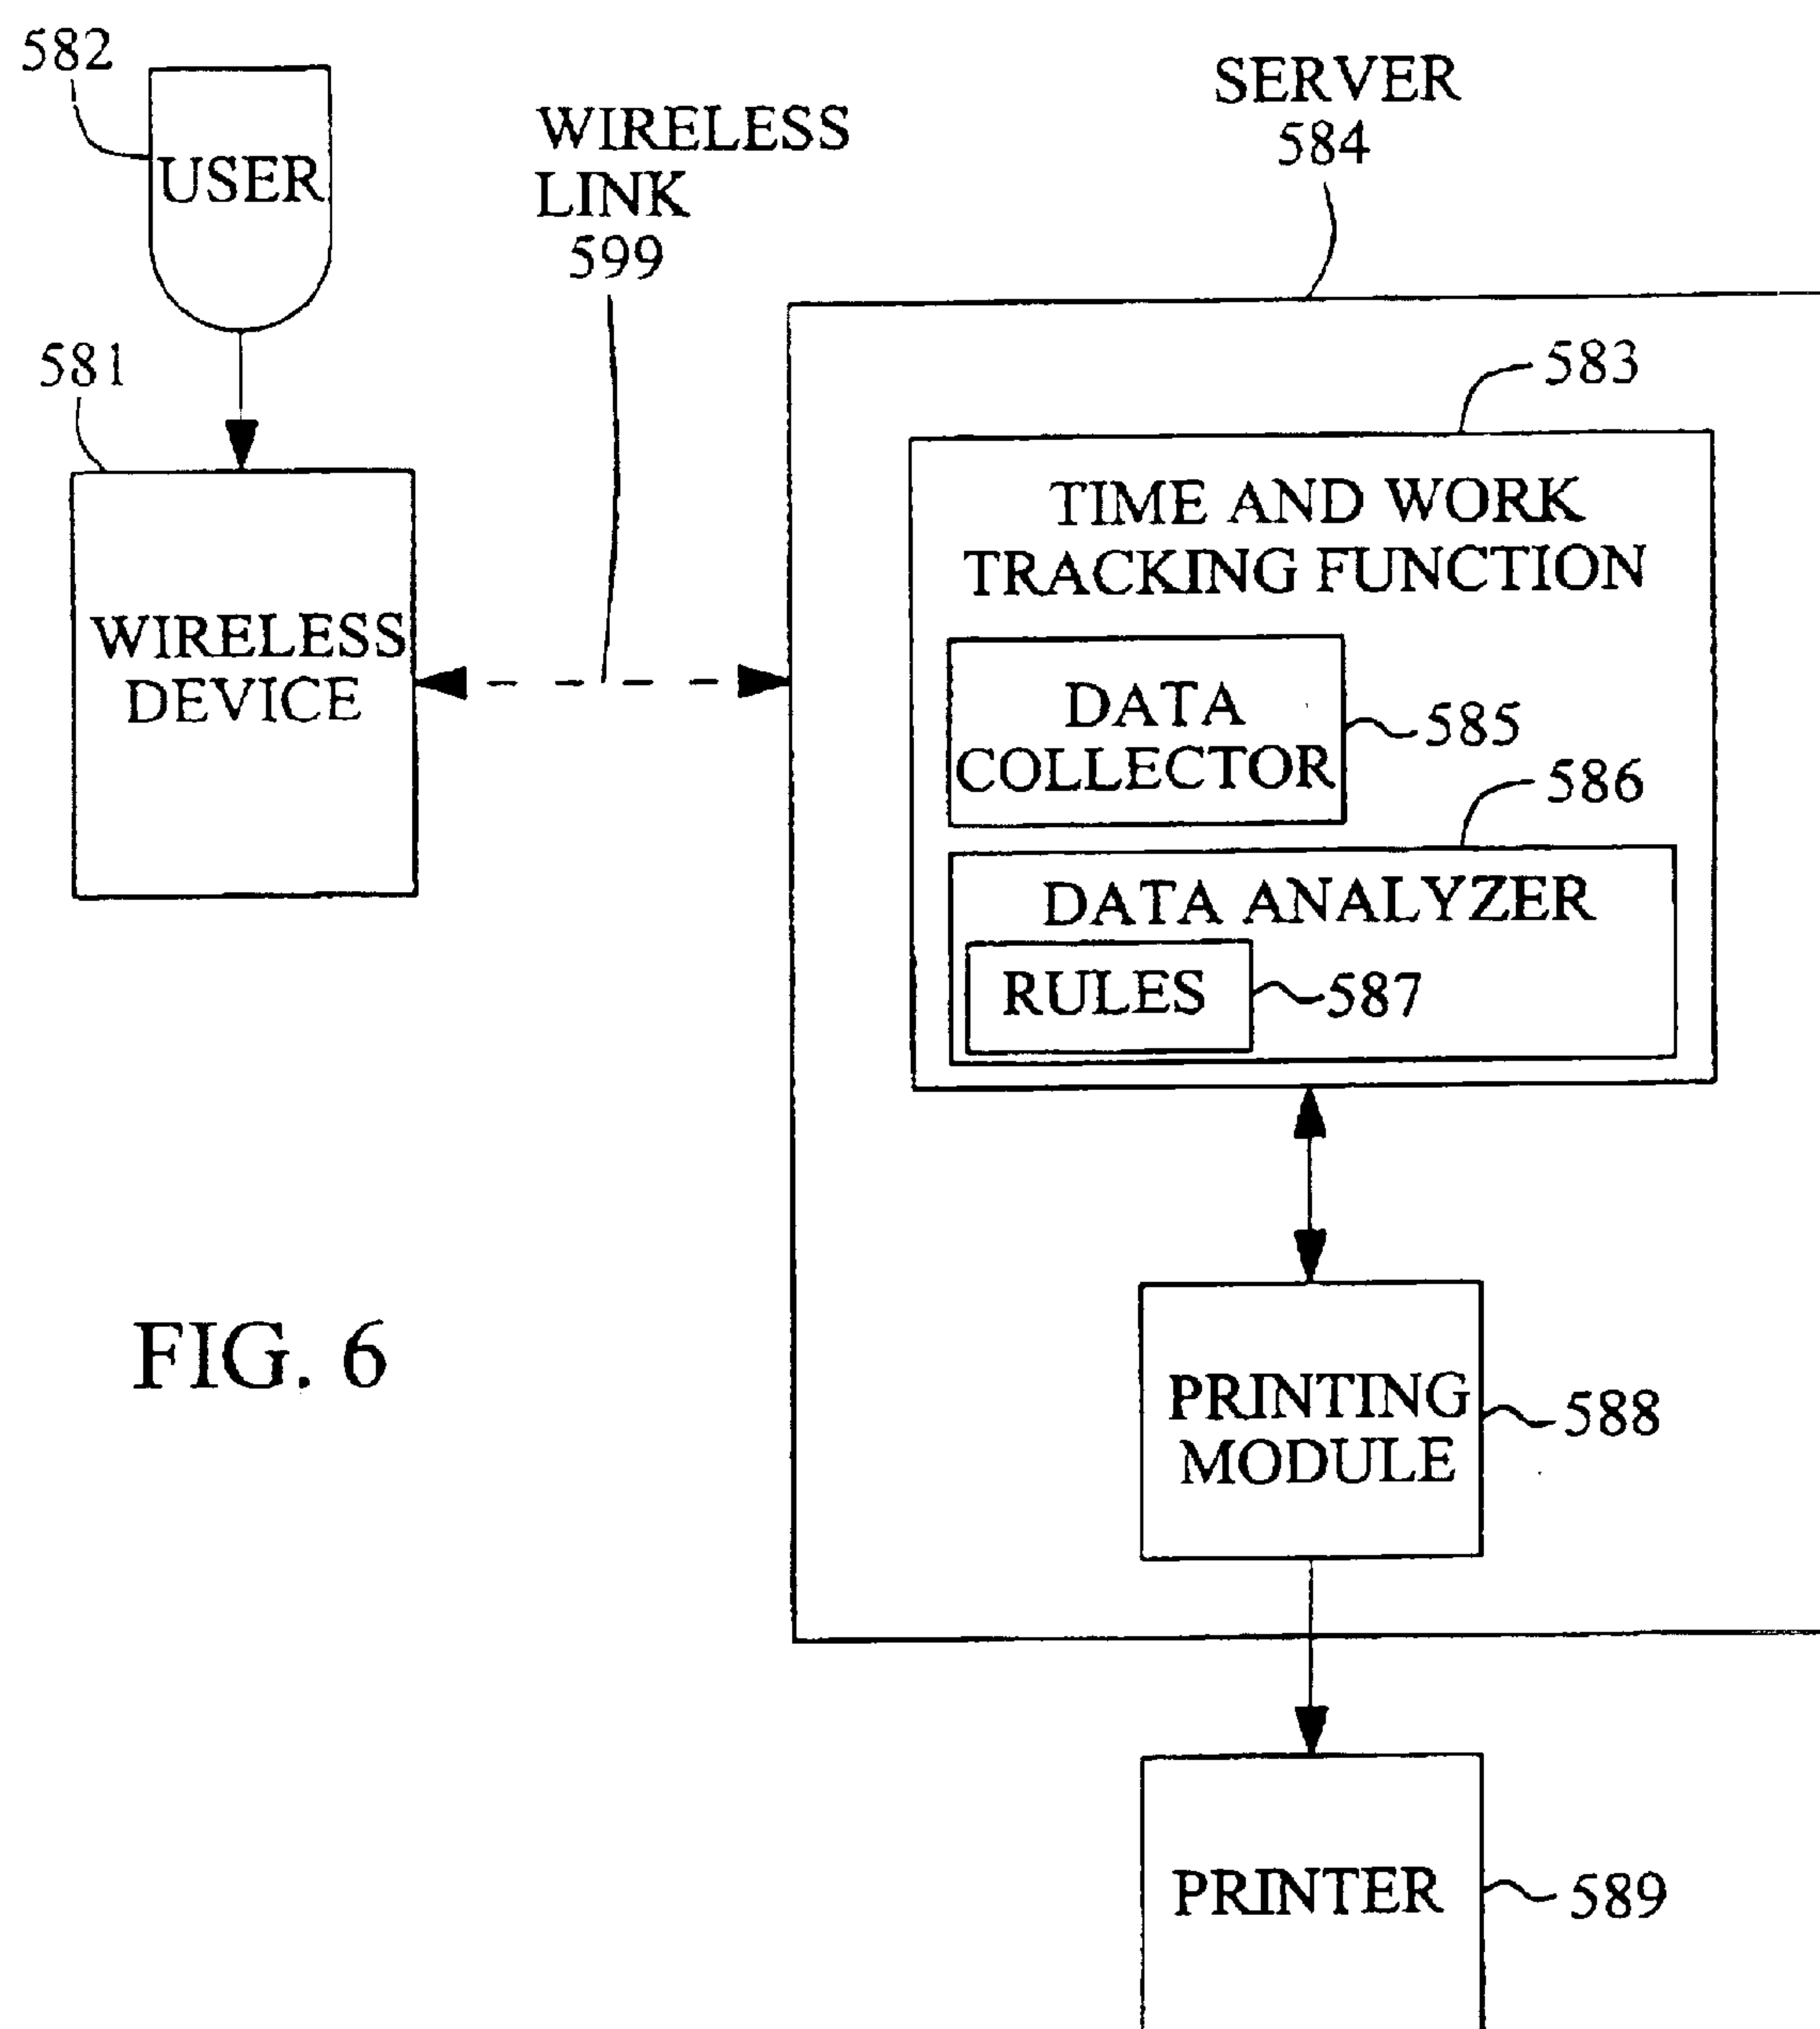 582
USER
WIRELESS
LINK
599
SERVER
584
581
WIRELESS
DEVICE
583
TIME AND WORK
TRACKING FUNCTION
DATA
COLLECTOR
585
586
DATA ANALYZER
RULES
587
FIG. 6
PRINTING
MODULE
588
PRINTER
589